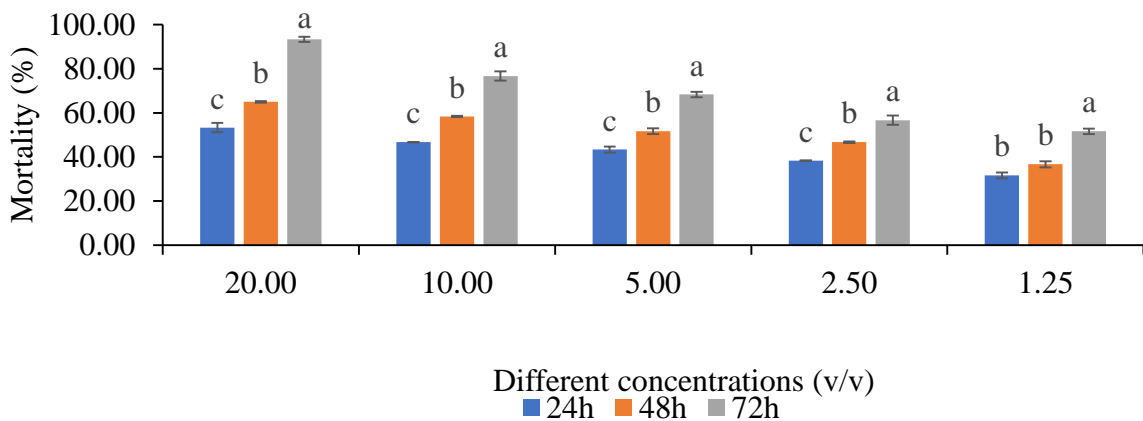 Mortality (%)
100.00
80.00
60.00
40.00
20.00
0.00
c b a
c b a
c b a
c b a
b b a
20.00 10.00 5.00 2.50 1.25
Different concentrations (v/v)
24h 48h 72h